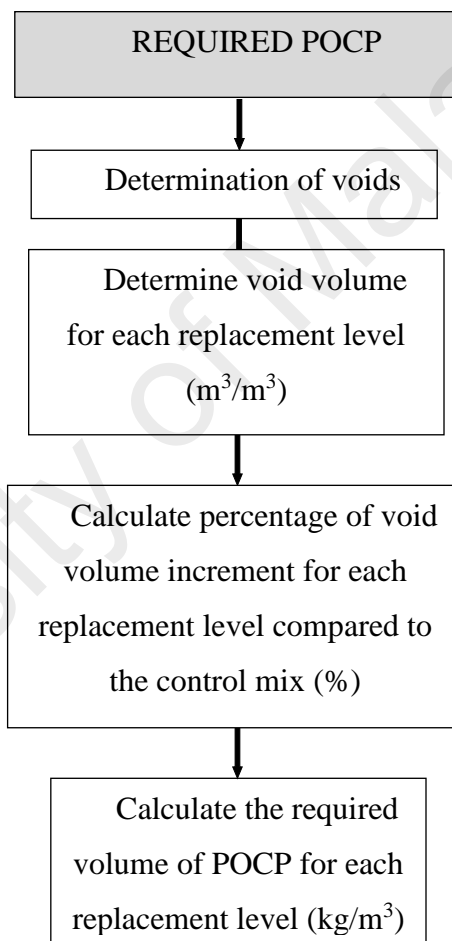 REQUIRED POCP
Determination of voids
Determine void volume
for each replacement level
(m³/m³)
Calculate percentage of void
volume increment for each
replacement level compared to
the control mix (%)
Calculate the required
volume of POCP for each
replacement level (kg/m³)